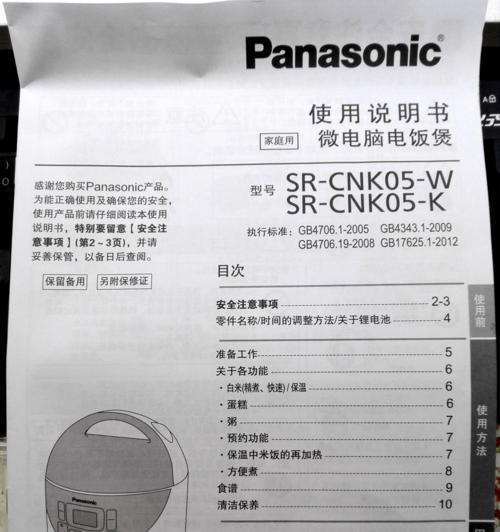 Panasonic®
使用说明书
家庭用 微电脑电饭煲
型号 SR-CNK05-W
SR-CNK05-K
执行标准: GB4706.1-2005 GB4343.1-2009
GB4706.19-2008 GB17625.1-2012
感谢您购买Panasonic产品。
为能正确使用及确保您的安全，
使用产品前请仔细阅读本使用
说明书，特别要留意【安全注
意事项】(第2～3页)，并请
妥善保管，以备日后查阅。
保留备用 另附保修证
目次
安全注意事项 2-3
零件名称/时间的调整方法/关于锂电池 4
使用前
准备工作 5
关于各功能 6
・白米(精煮、快速)/保温 6
・蛋糕 6
・粥 7
・预约功能 7
・保温中米饭的再加热 7
・方便煮 8
食谱 9
清洁保养 10
使用方法
Panasonic